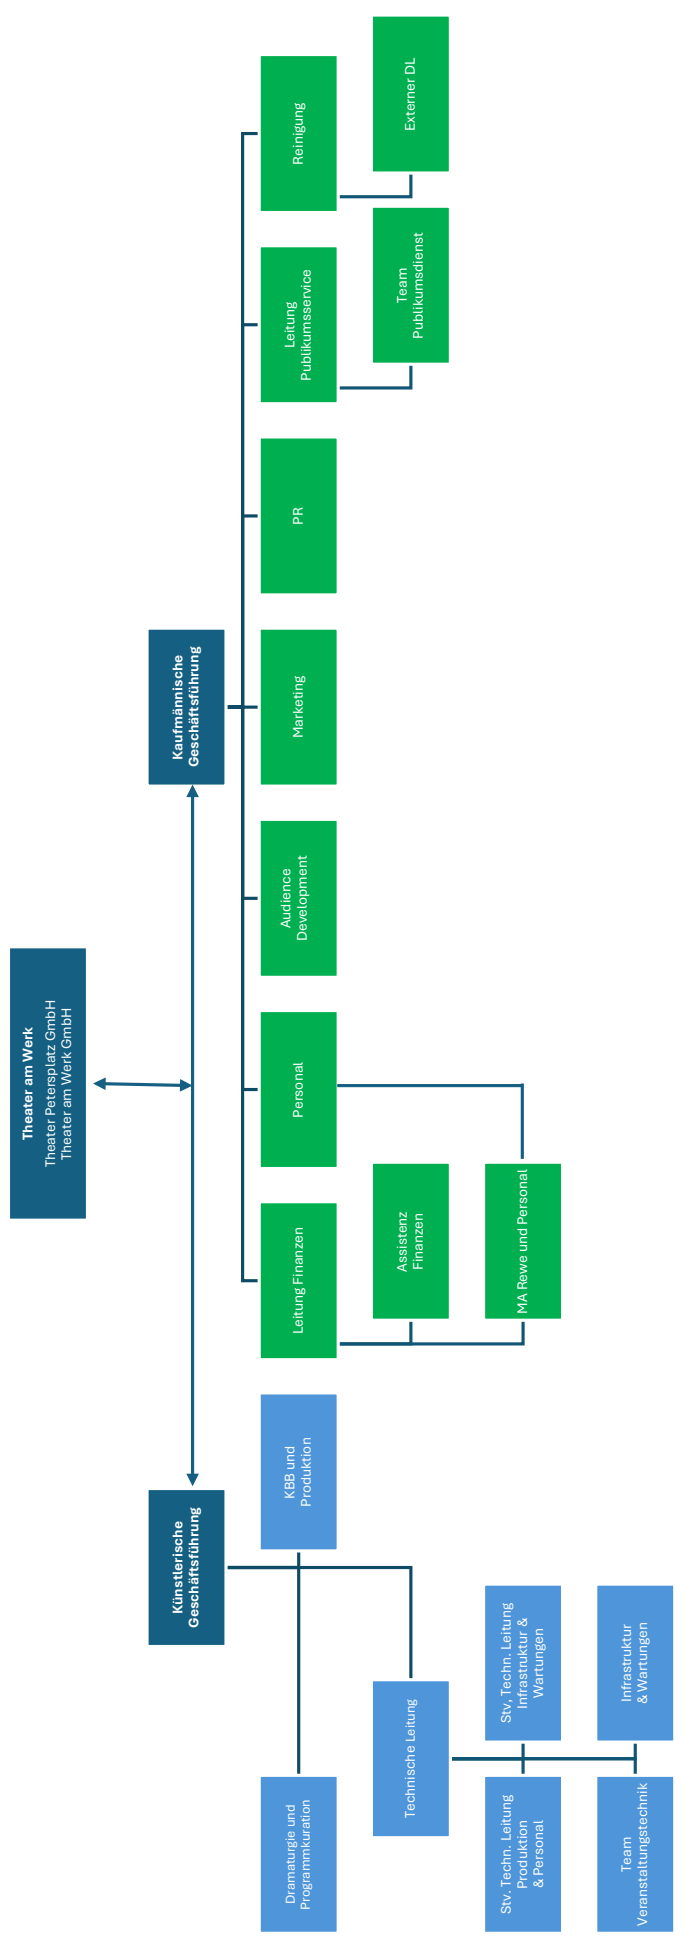 Theater am Werk
Theater Petersplatz GmbH
Theater am Werk GmbH
Künstlerische
Geschäftsführung
Kaufmännische
Geschäftsführung
Dramaturgie und
Programmkuration
KBB und
Produktion
Leitung Finanzen
Personal
Audience
Development
Marketing
PR
Leitung
Publikumsservice
Reinigung
Technische Leitung
Assistenz
Finanzen
Team
Publikumsdienst
Externer DL
Stv. Techn. Leitung
Produktion
& Personal
Stv, Techn. Leitung
Infrastruktur &
Wartungen
MA Rewe und Personal
Team
Veranstaltungstechnik
Infrastruktur
& Wartungen